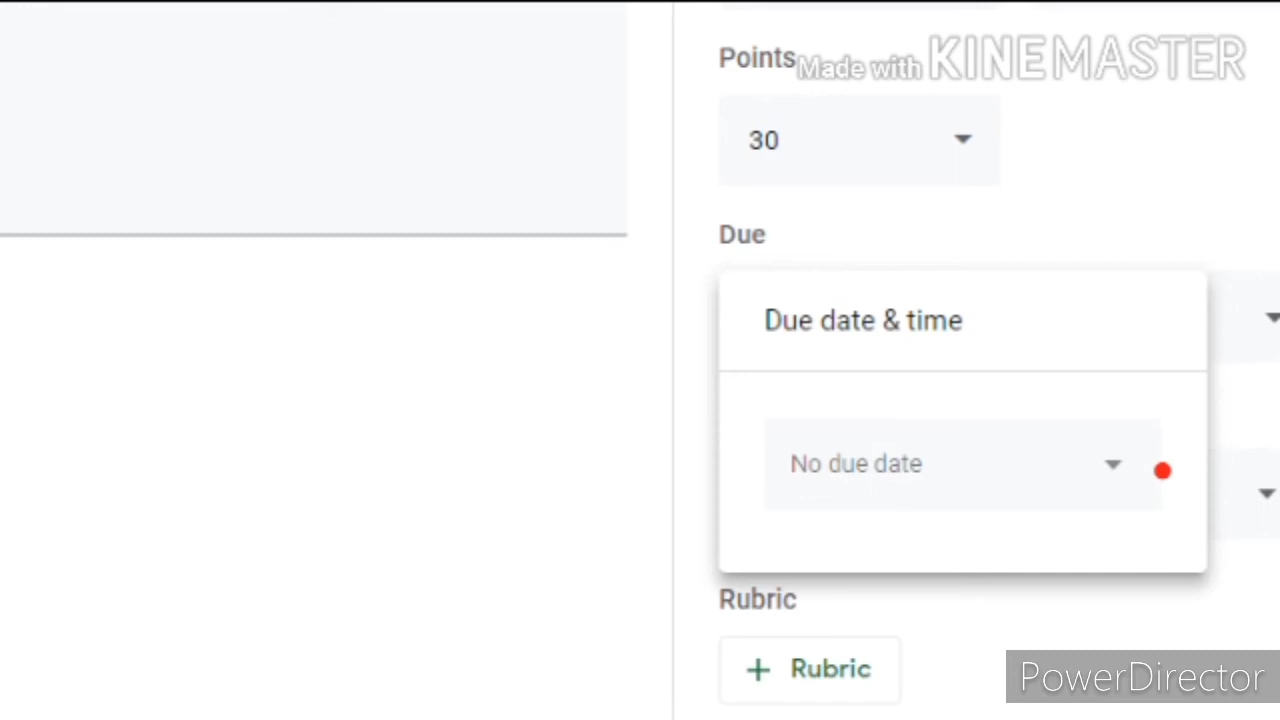 Points
Made with KINEMASTER
30
Due
Due date & time
No due date
Rubric
+ Rubric
PowerDirector